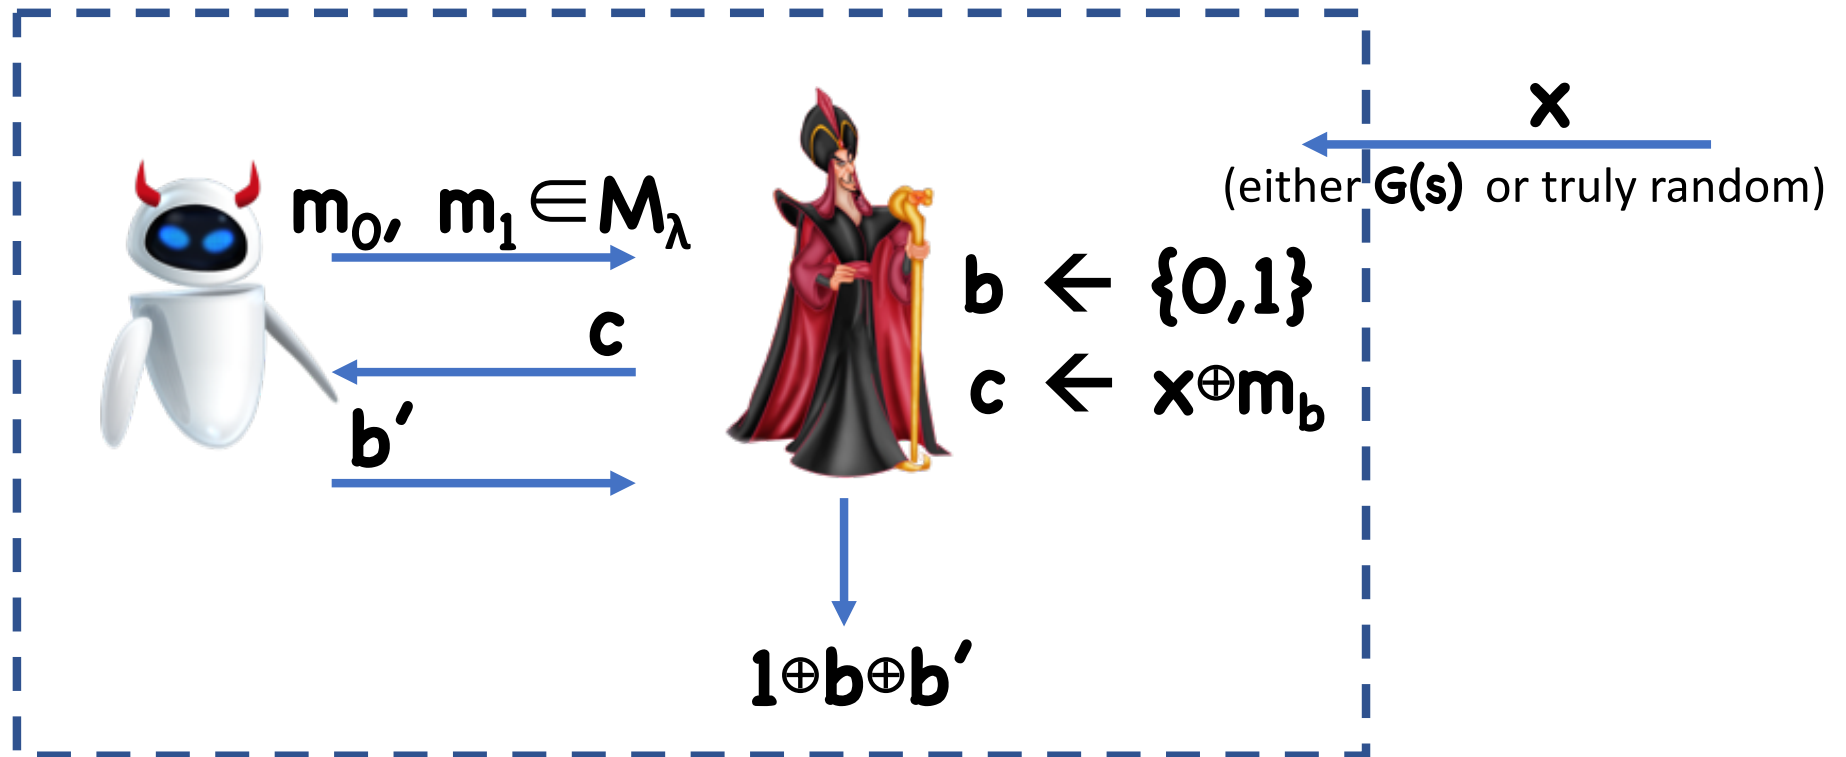 x
(either G(s) or truly random)
m₀, m₁ ∈ M_λ
b ← {0,1}
c
c ← x⊕m_b
b′
1⊕b⊕b′